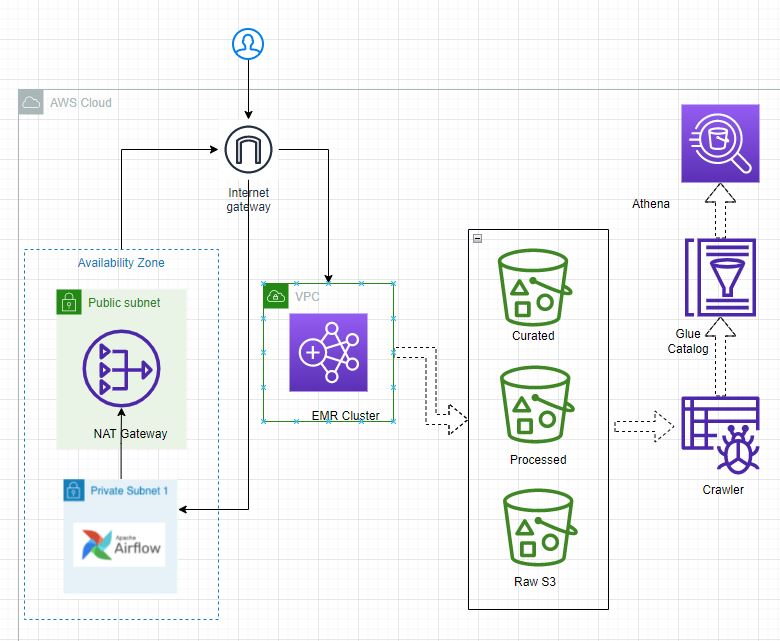 AWS Cloud
Internet
gateway
Athena
Availability Zone
Public subnet
VPC
Curated
Glue
Catalog
EMR Cluster
NAT Gateway
Processed
Private Subnet 1
Crawler
Apache
Airflow
Raw S3